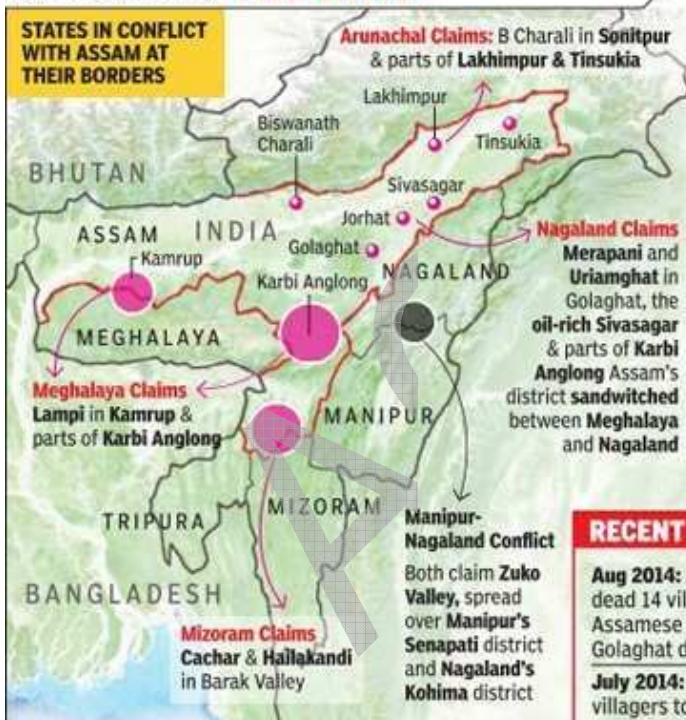 STATES IN CONFLICT
WITH ASSAM AT
THEIR BORDERS
Arunachal Claims: B Charali in Sonitpur
& parts of Lakhimpur & Tinsukia
Lakhimpur
Biswanath
Charali
Tinsukia
BHUTAN
Sivasagar
Jorhat
ASSAM
INDIA
Golaghat
Kamrup
Karbi Anglong
NAGALAND
Nagaland Claims
Merapani and
Uriamghat in
Golaghat, the
oil-rich Sivasagar
& parts of Karbi
Anglong Assam's
district sandwitched
between Meghalaya
and Nagaland
MEGHALAYA
Meghalaya Claims
Lampi in Kamrup &
parts of Karbi Anglong
MANIPUR
TRIPURA
MIZORAM
BANGLADESH
Mizoram Claims
Cachar & Hailakandi
in Barak Valley
Manipur-
Nagaland Conflict
Both claim Zuko
Valley, spread
over Manipur's
Senapati district
and Nagaland's
Kohima district
RECENT
Aug 2014:
dead 14 vil
Assamese
Golaghat d
July 2014:
villagers to